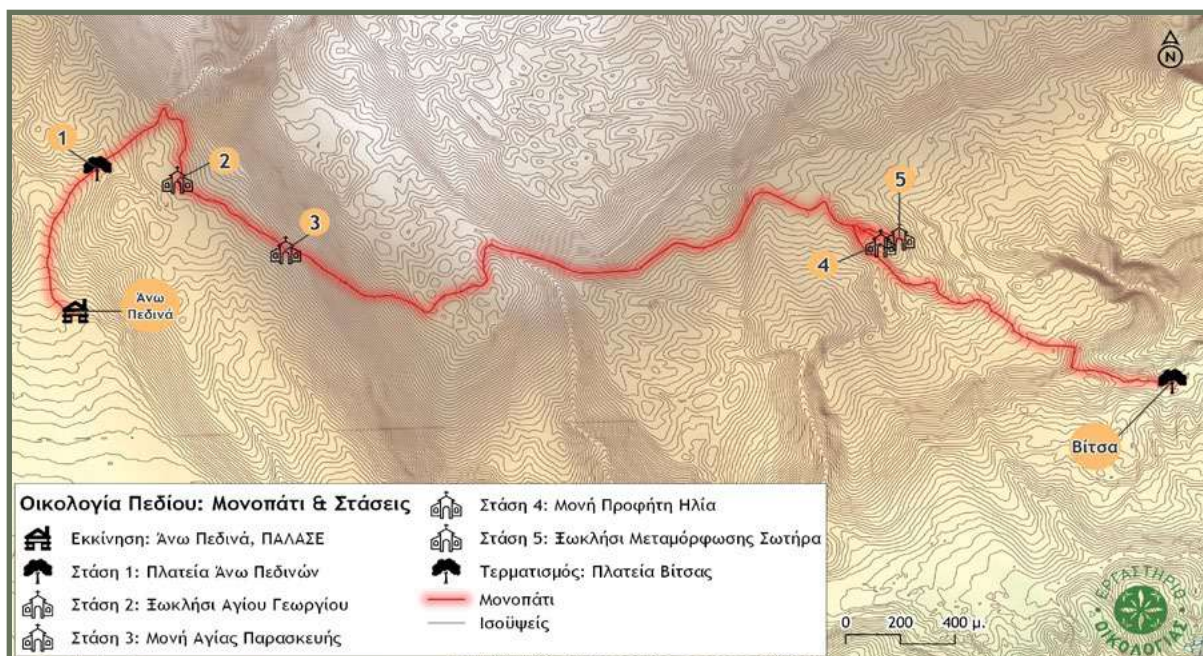 N
1
2
3
4
5
Άνω
Πεδινά
Βίτσα
Οικολογία Πεδίου: Μονοπάτι & Στάσεις
Εκκίνηση: Άνω Πεδινά, ΠΑΛΑΣΕ
Στάση 1: Πλατεία Άνω Πεδινών
Στάση 2: Ξωκλήσι Αγίου Γεωργίου
Στάση 3: Μονή Αγίας Παρασκευής
Στάση 4: Μονή Προφήτη Ηλία
Στάση 5: Ξωκλήσι Μεταμόρφωσης Σωτήρα
Τερματισμός: Πλατεία Βίτσας
Μονοπάτι
Ισοϋψείς
0 200 400 μ.
ΕΡΓΑΣΤΗΡΙΟ
ΟΙΚΟΛΟΓΙΑΣ